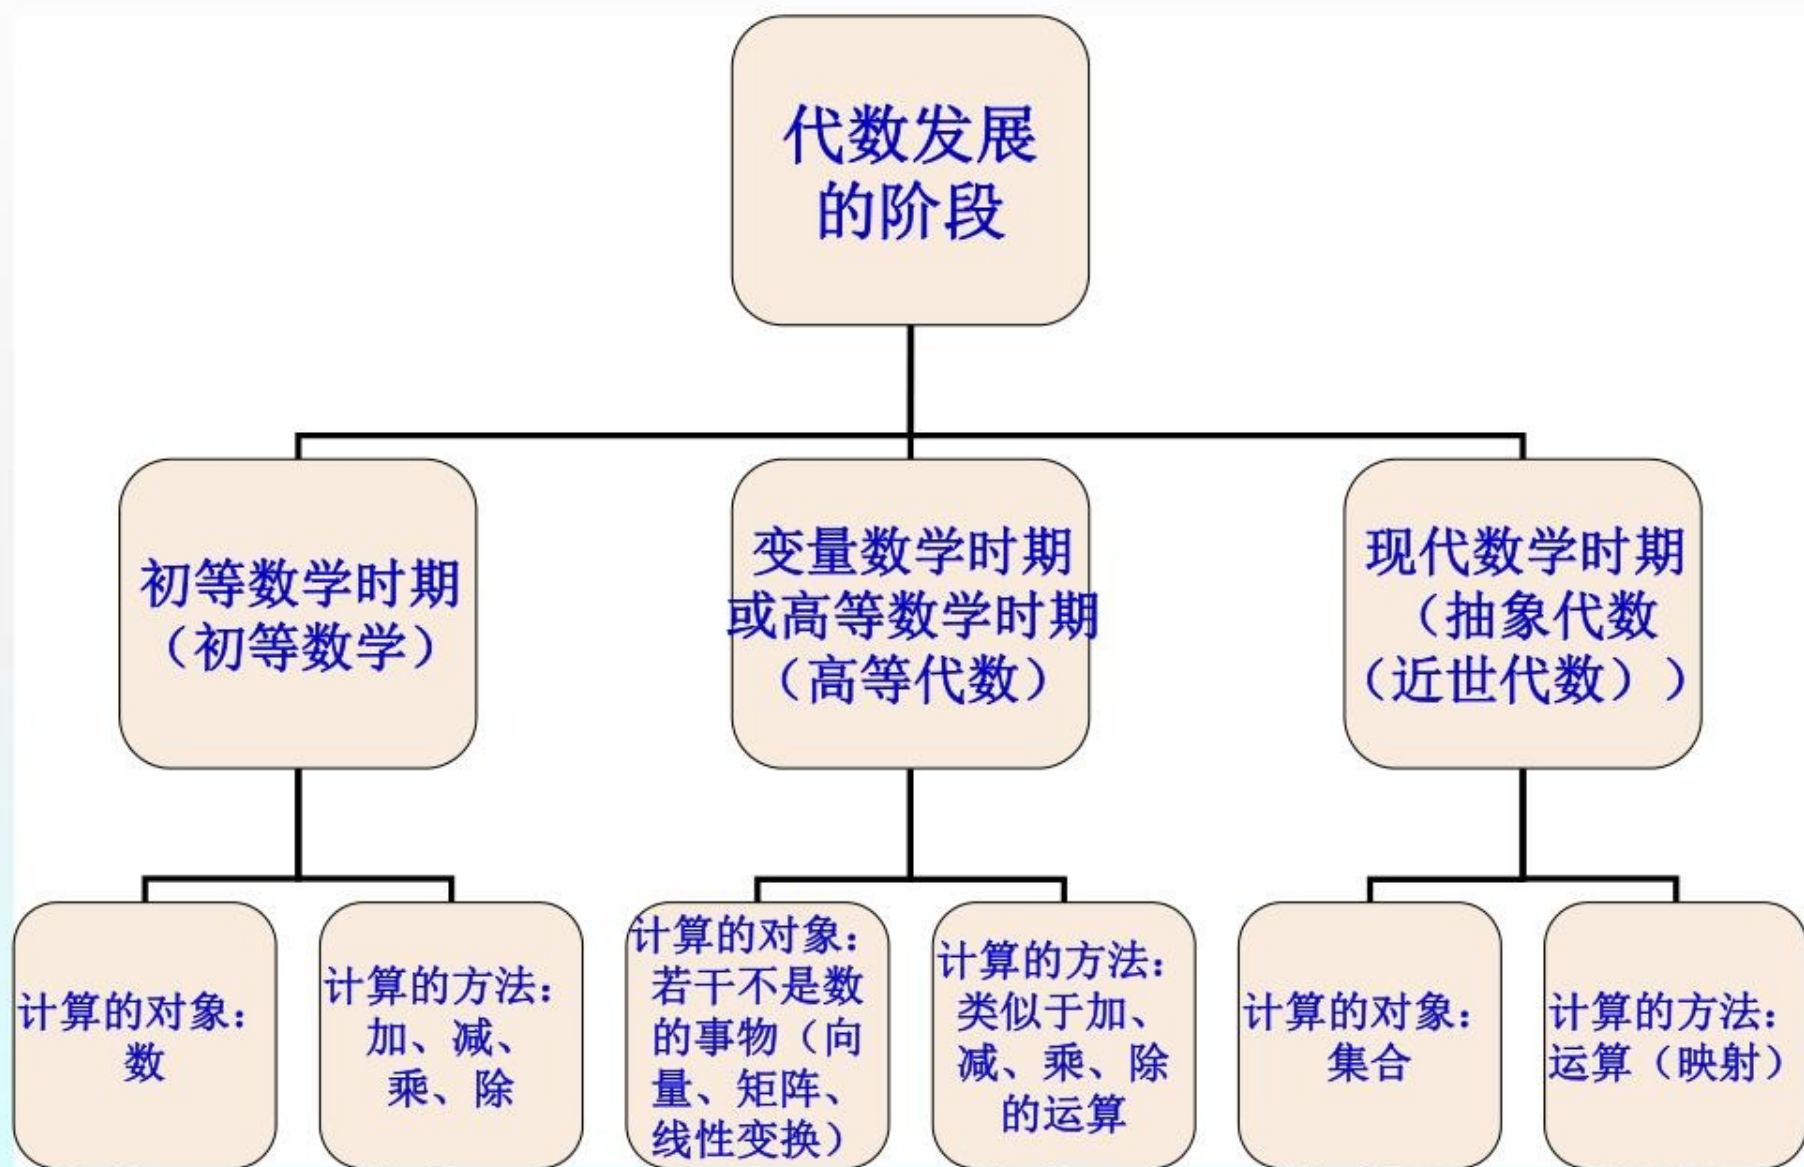 代数发展
的阶段
初等数学时期
（初等数学）
变量数学时期
或高等数学时期
（高等代数）
现代数学时期
（抽象代数
（近世代数））
计算的对象：
数
计算的方法：
加、减、
乘、除
计算的对象：
若干不是数
的事物（向
量、矩阵、
线性变换）
计算的方法：
类似于加、
减、乘、除
的运算
计算的对象：
集合
计算的方法：
运算（映射）